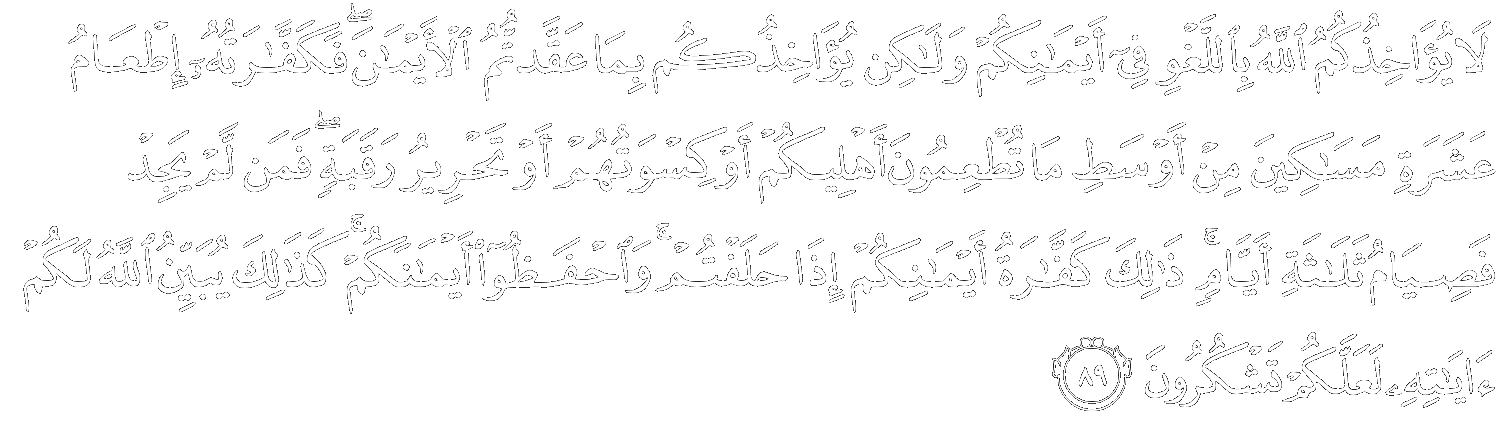 لَا يُؤَاخِذُكُمُ ٱللَّهُ بِٱللَّغْوِ فِىٓ أَيْمَـٰنِكُمْ وَلَـٰكِن يُؤَاخِذُكُم بِمَا عَقَّدتُّمُ ٱلْأَيْمَـٰنَ ۖ فَكَفَّـٰرَتُهُۥٓ إِطْعَامُ
عَشَرَةِ مَسَـٰكِينَ مِنْ أَوْسَطِ مَا تُطْعِمُونَ أَهْلِيكُمْ أَوْ كِسْوَتُهُمْ أَوْ تَحْرِيرُ رَقَبَةٍ ۖ فَمَن لَّمْ يَجِدْ
فَصِيَامُ ثَلَـٰثَةِ أَيَّامٍ ۚ ذَٰلِكَ كَفَّـٰرَةُ أَيْمَـٰنِكُمْ إِذَا حَلَفْتُمْ ۚ وَٱحْفَظُوٓا۟ أَيْمَـٰنَكُمْ ۚ كَذَٰلِكَ يُبَيِّنُ ٱللَّهُ لَكُمْ
ءَايَـٰتِهِۦ لَعَلَّكُمْ تَشْكُرُونَ ٨٩